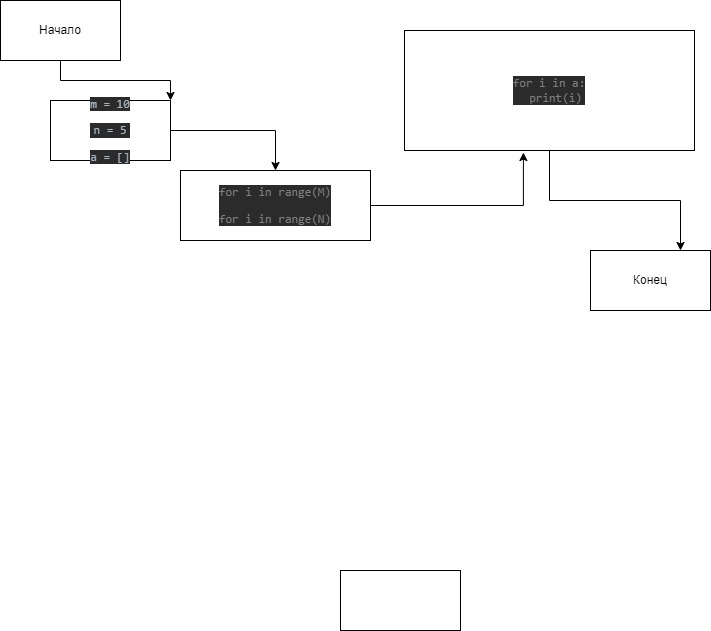 Начало
m = 10
n = 5
a = []
for i in range(M)
for i in range(N)
for i in a:
print(i)
Конец